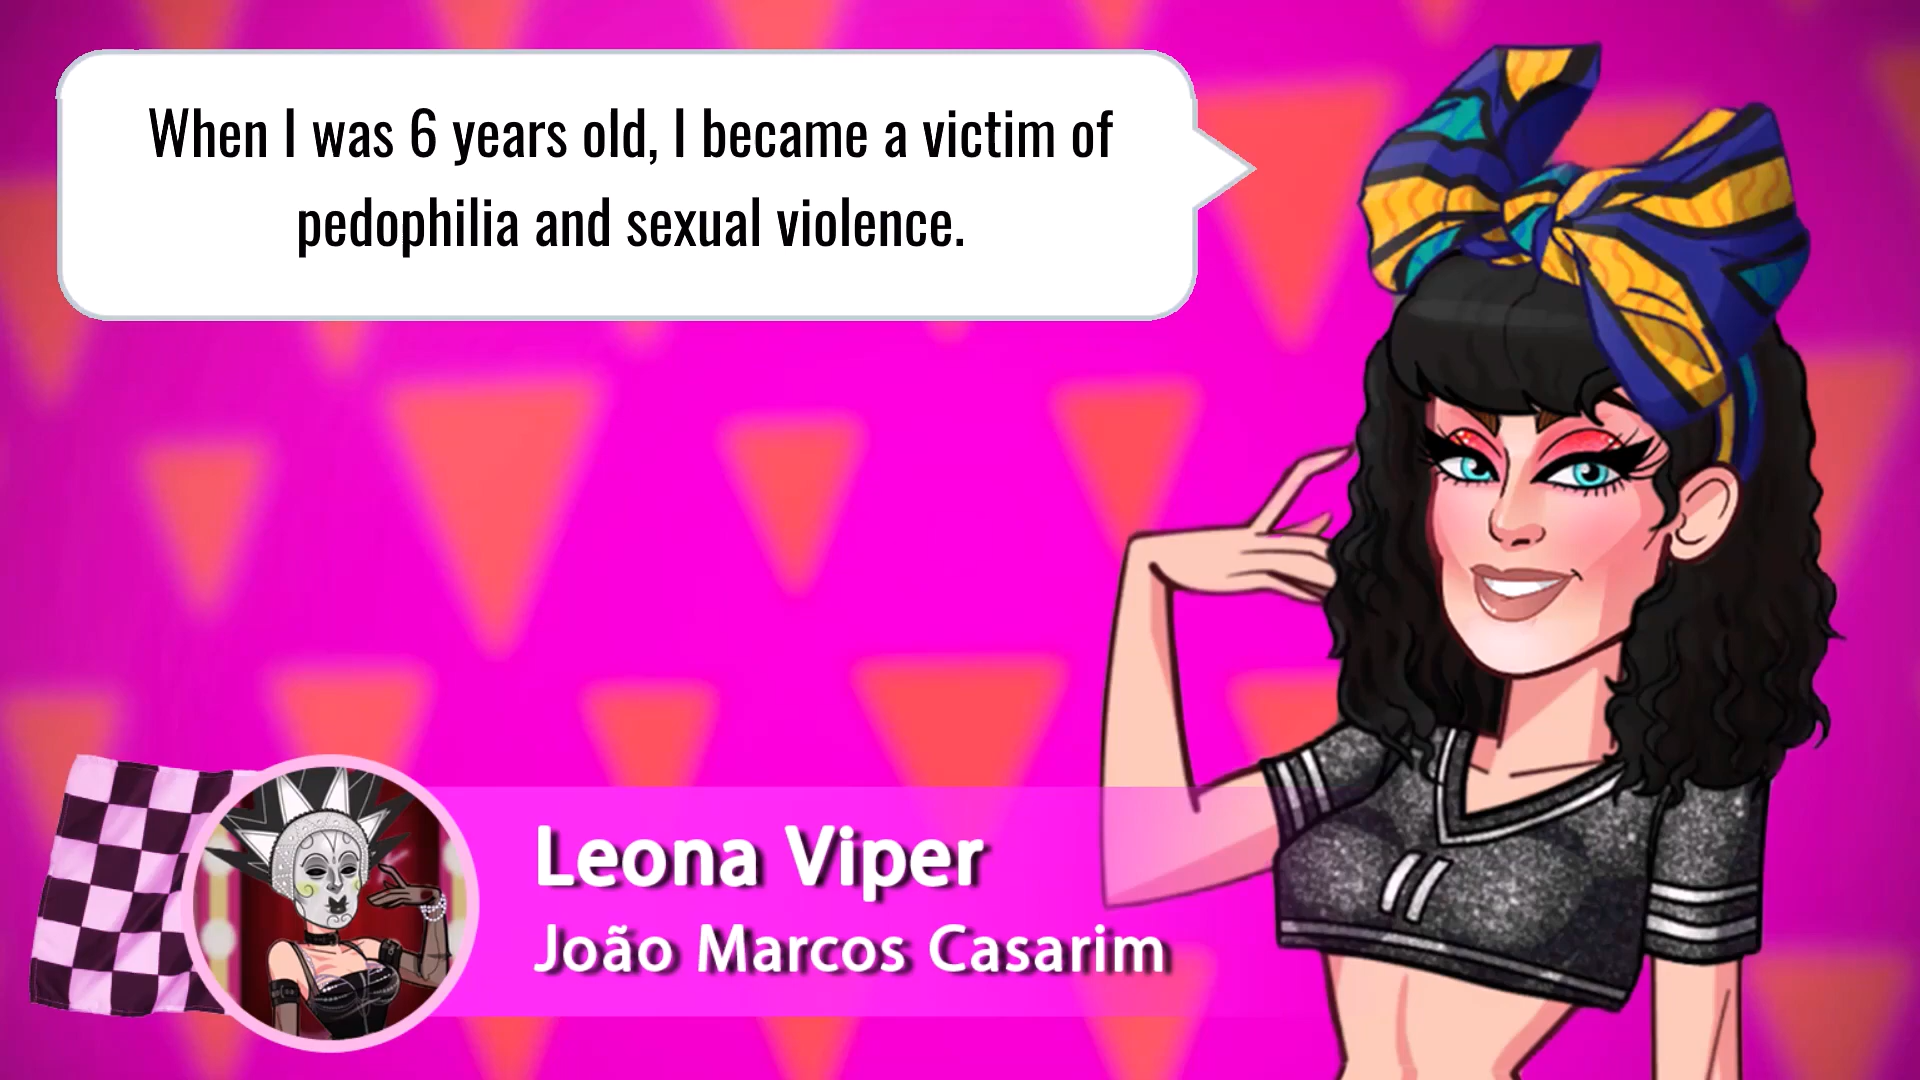 When I was 6 years old, I became a victim of
pedophilia and sexual violence.
Leona Viper
João Marcos Casarim